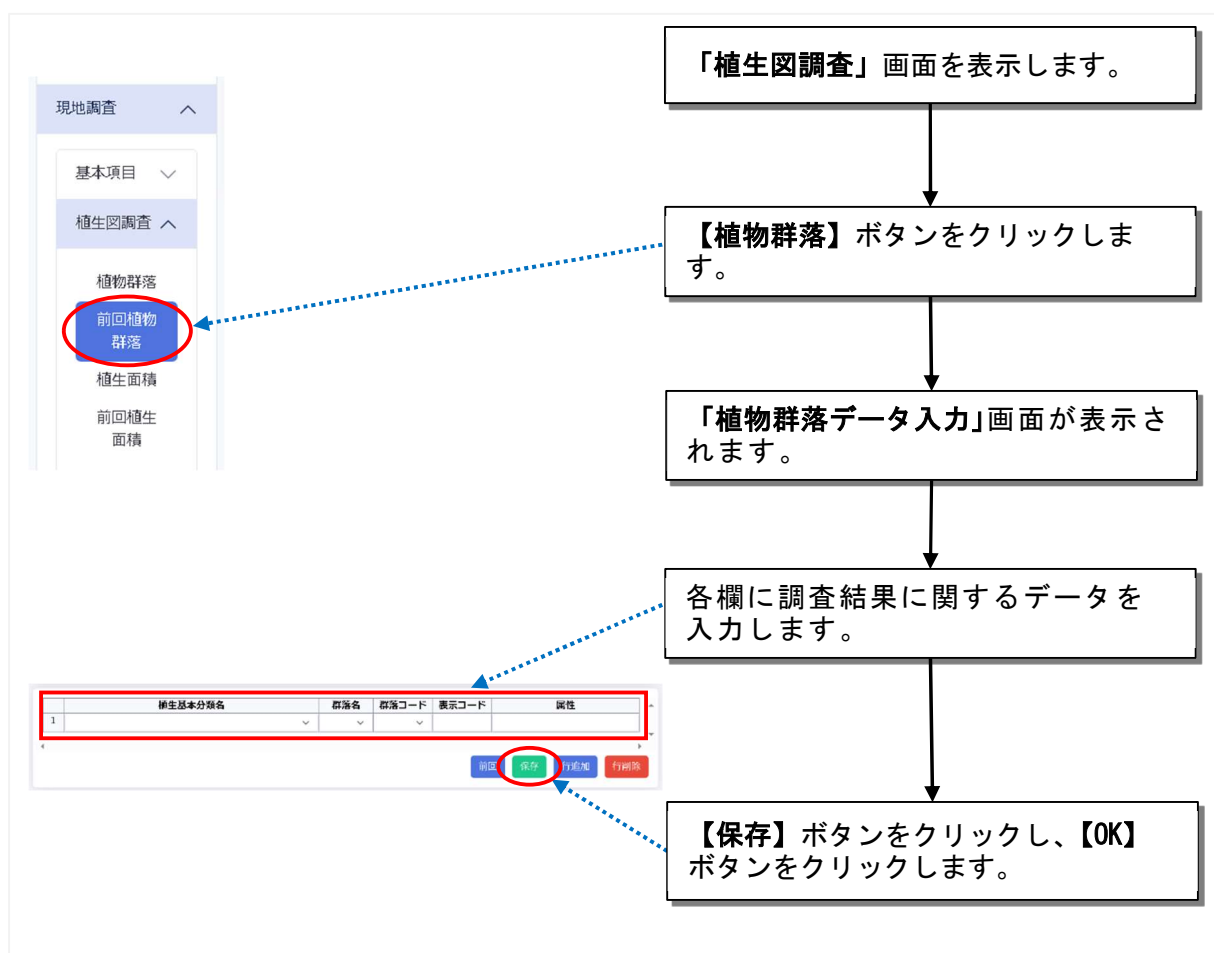 「植生図調査」画面を表示します。
現地調査
基本項目
植生図調査
植物群落
前回植物
群落
植生面積
前回植生
面積
【植物群落】ボタンをクリックしま
す。
「植物群落データ入力」画面が表示さ
れます。
各欄に調査結果に関するデータを
入力します。
植生基本分類名 群落名 群落コード 表示コード 属性
1
前回 保存 行追加 行削除
【保存】ボタンをクリックし、【OK】
ボタンをクリックします。